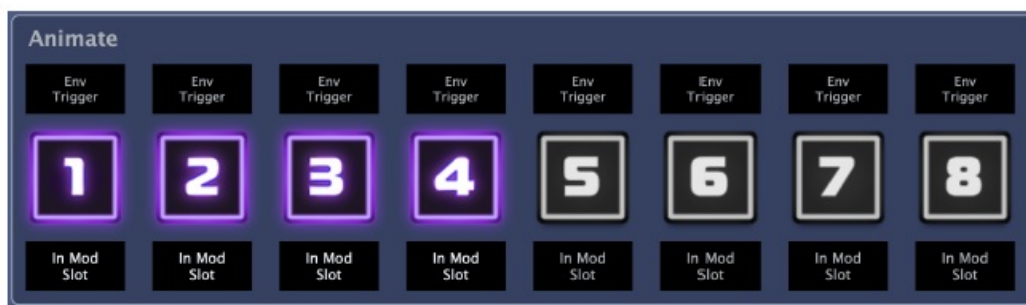 Animate
Env Trigger Env Trigger Env Trigger Env Trigger Env Trigger Env Trigger Env Trigger Env Trigger
1 2 3 4 5 6 7 8
In Mod Slot In Mod Slot In Mod Slot In Mod Slot In Mod Slot In Mod Slot In Mod Slot In Mod Slot